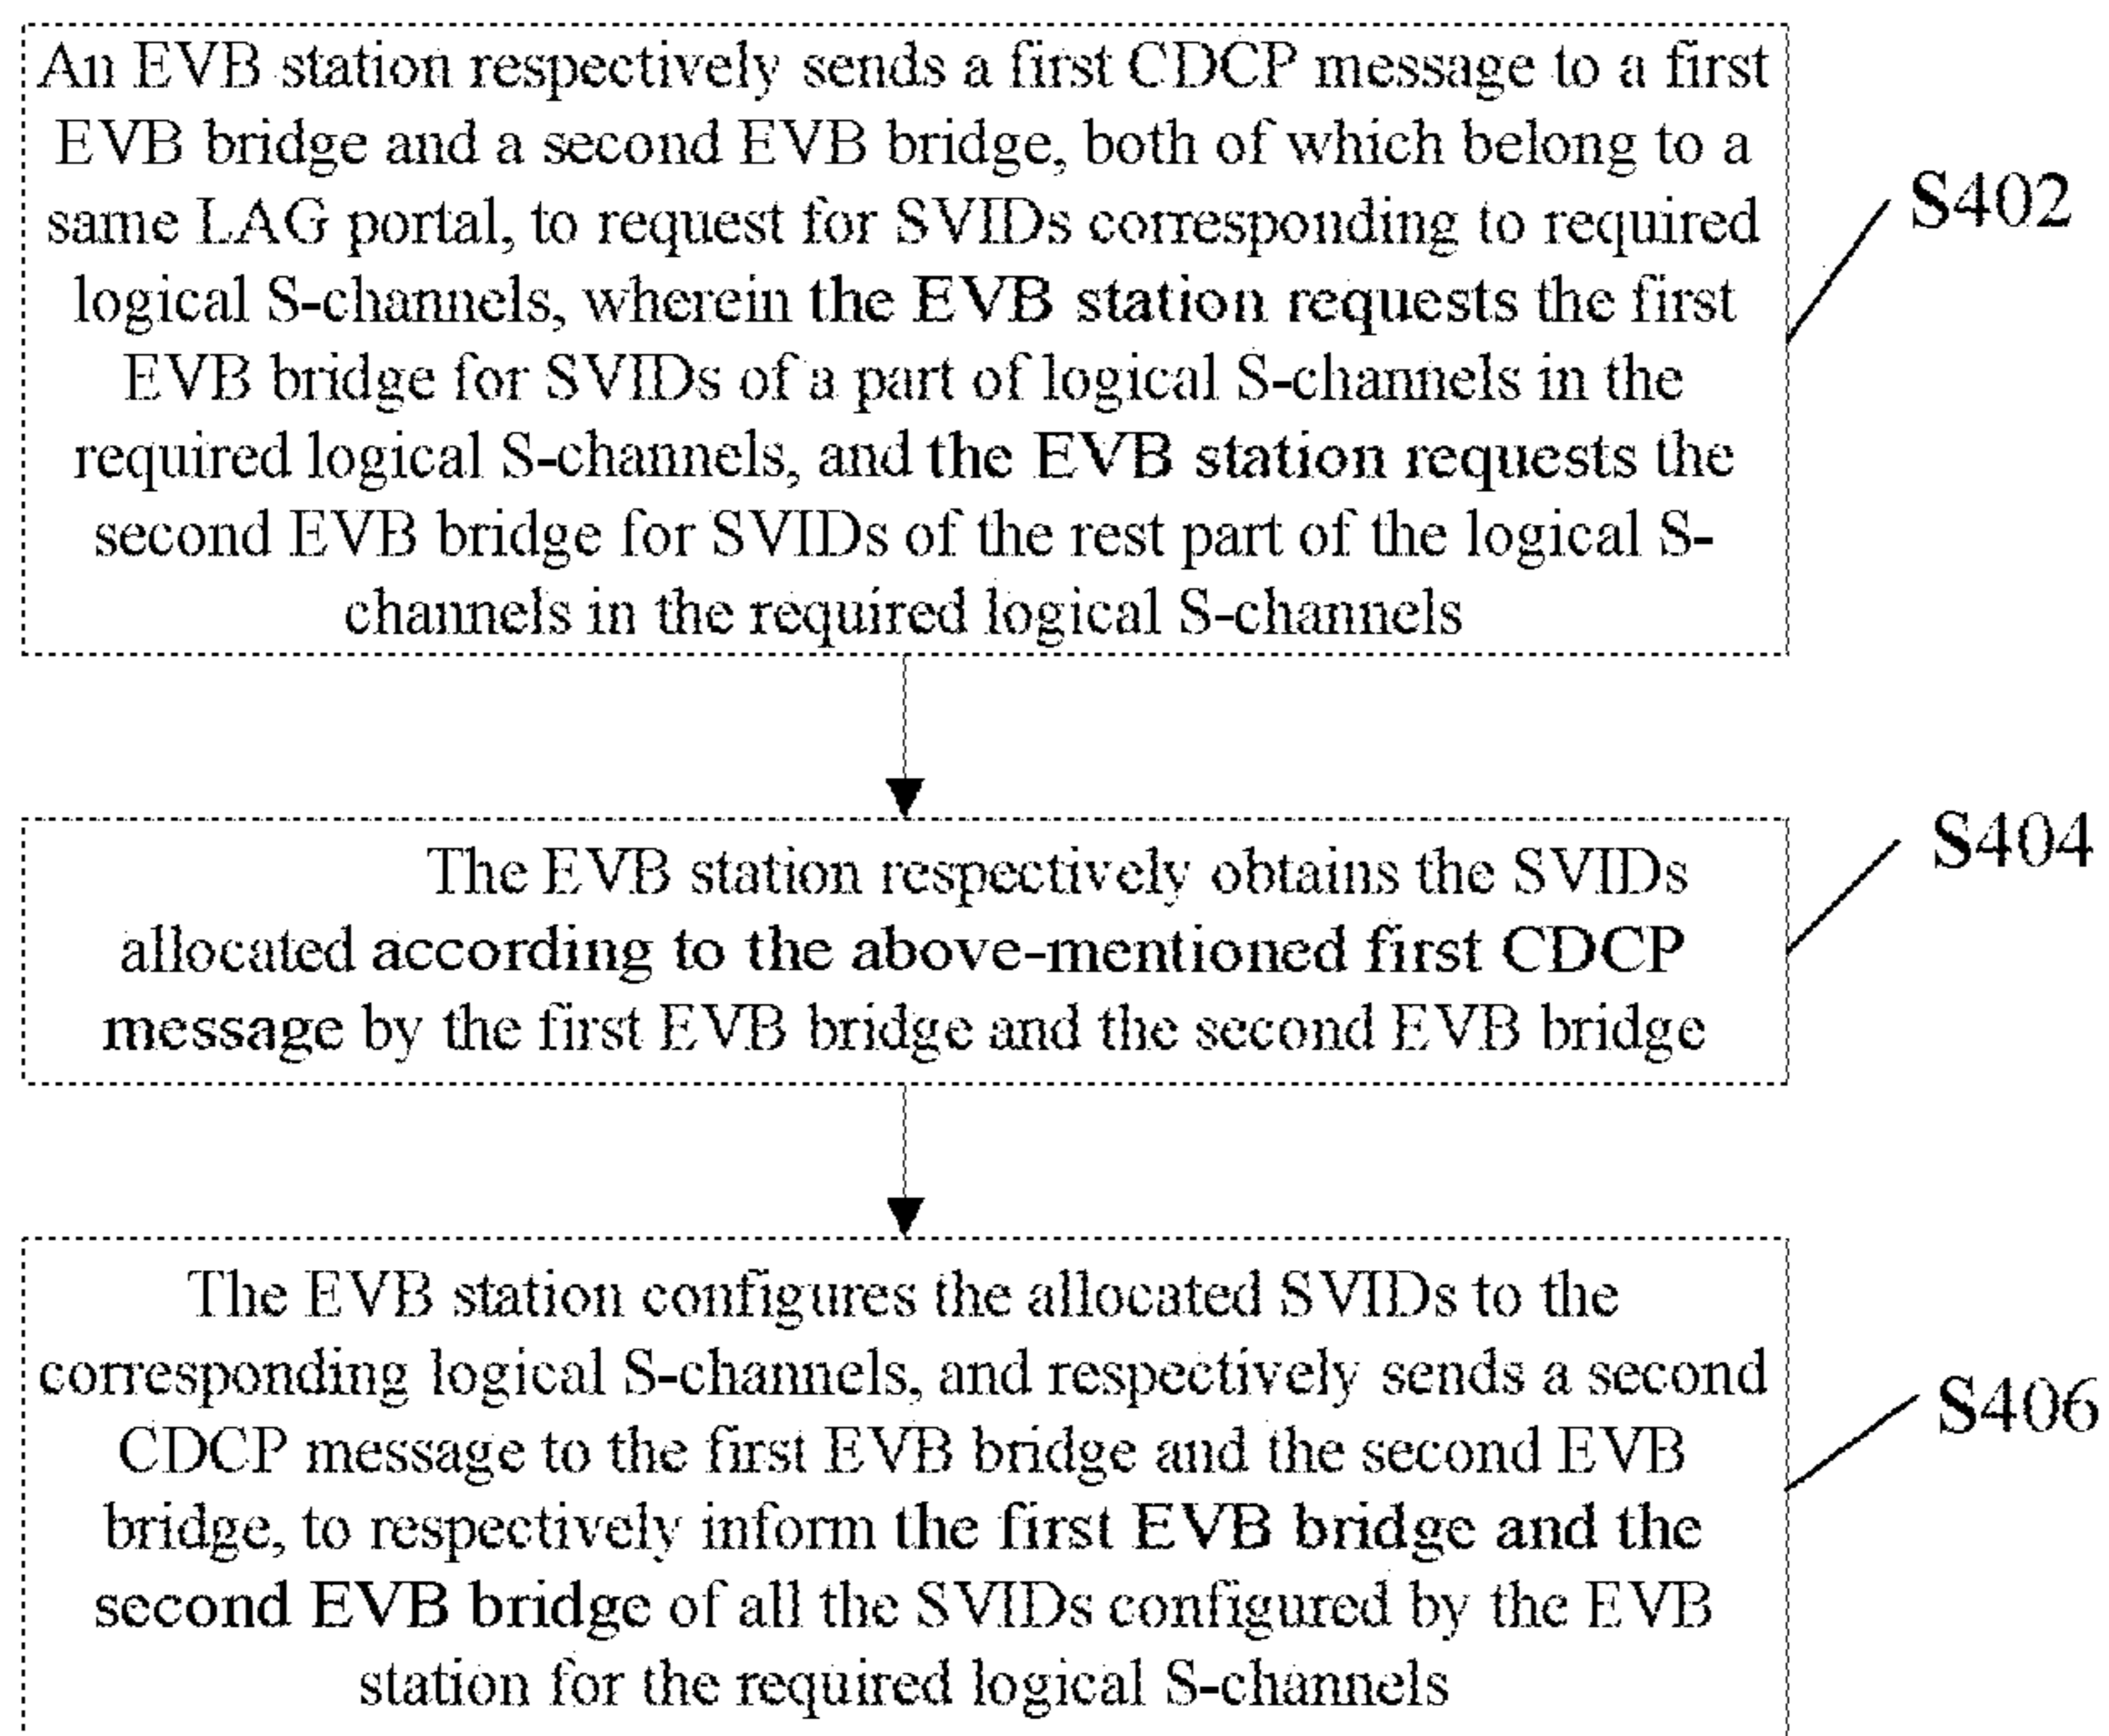 An EVB station respectively sends a first CDCP message to a first
EVB bridge and a second EVB bridge, both of which belong to a
same LAG portal, to request for SVIDs corresponding to required
logical S-channels, wherein the EVB station requests the first
EVB bridge for SVIDs of a part of logical S-channels in the
required logical S-channels, and the EVB station requests the
second EVB bridge for SVIDs of the rest part of the logical S-
channels in the required logical S-channels
S402
The EVB station respectively obtains the SVIDs
allocated according to the above-mentioned first CDCP
message by the first EVB bridge and the second EVB bridge
S404
The EVB station configures the allocated SVIDs to the
corresponding logical S-channels, and respectively sends a second
CDCP message to the first EVB bridge and the second EVB
bridge, to respectively inform the first EVB bridge and the
second EVB bridge of all the SVIDs configured by the EVB
station for the required logical S-channels
S406